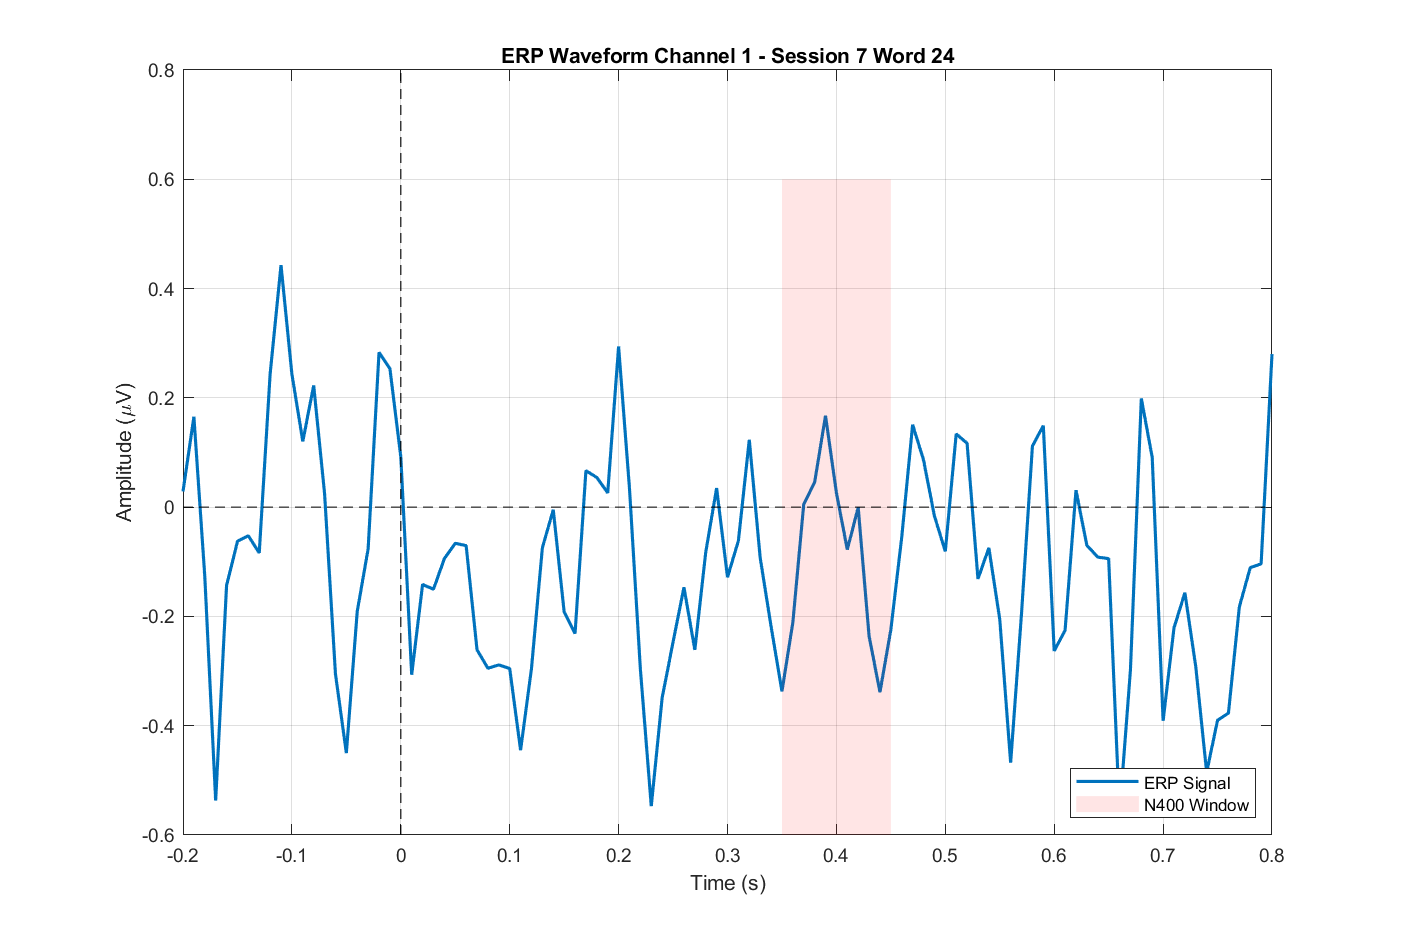 ERP Waveform Channel 1 - Session 7 Word 24
0.8
0.6
0.4
0.2
0
-0.2
-0.4
-0.6
Amplitude (μV)
-0.2 -0.1 0 0.1 0.2 0.3 0.4 0.5 0.6 0.7 0.8
Time (s)
ERP Signal
N400 Window